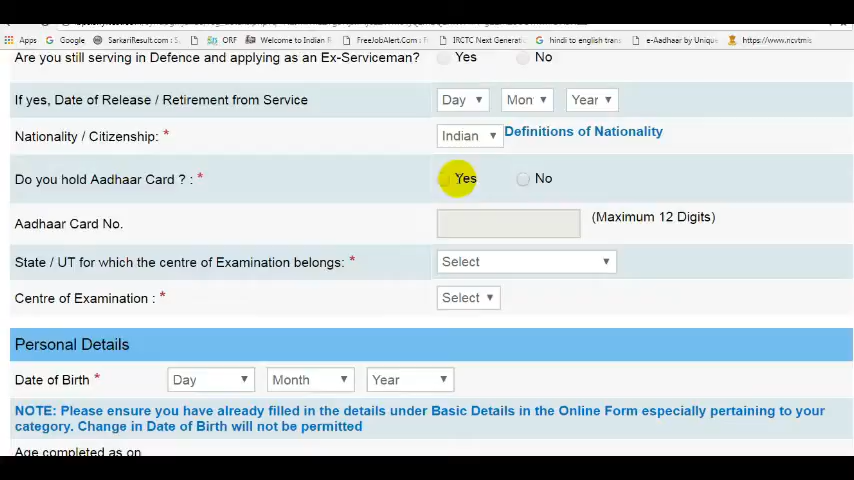 Apps Google SarkariResult.com : S ORF Welcome to Indian R FreeJobAlert.Com : F IRCTC Next Generati hindi to english trans e-Aadhaar by Unique https://www.ncvtmis
Are you still serving in Defence and applying as an Ex-Serviceman? Yes No
If yes, Date of Release / Retirement from Service Day Mon Year
Nationality / Citizenship: * Indian Definitions of Nationality
Do you hold Aadhaar Card ? : * Yes No
Aadhaar Card No. (Maximum 12 Digits)
State / UT for which the centre of Examination belongs: * Select
Centre of Examination : * Select
Personal Details
Date of Birth * Day Month Year
NOTE: Please ensure you have already filled in the details under Basic Details in the Online Form especially pertaining to your
category. Change in Date of Birth will not be permitted
Age completed as on